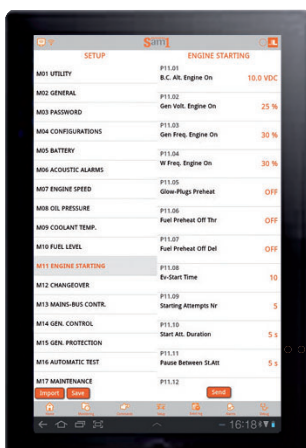 Sam1
SETUP
ENGINE STARTING
M01 UTILITY
M02 GENERAL
M03 PASSWORD
M04 CONFIGURATIONS
M05 BATTERY
M06 ACOUSTIC ALARMS
M07 ENGINE SPEED
M08 OIL PRESSURE
M09 COOLANT TEMP.
M10 FUEL LEVEL
M11 ENGINE STARTING
M12 CHANGEOVER
M13 MAINS-BUS CONTR.
M14 GEN. CONTROL
M15 GEN. PROTECTION
M16 AUTOMATIC TEST
M17 MAINTENANCE
P11.01
B.C. Alt. Engine On 10.0 VDC
P11.02
Gen Volt. Engine On 25 %
P11.03
Gen Freq. Engine On 30 %
P11.04
W Freq. Engine On 30 %
P11.05
Glow-Plugs Preheat OFF
P11.06
Fuel Preheat Off Thr OFF
P11.07
Fuel Preheat Off Del OFF
P11.08
Ev-Start Time 10
P11.09
Starting Attempts Nr 5
P11.10
Start Att. Duration 5 s
P11.11
Pause Between St.Att 5 s
P11.12
Import Save Send
16:18